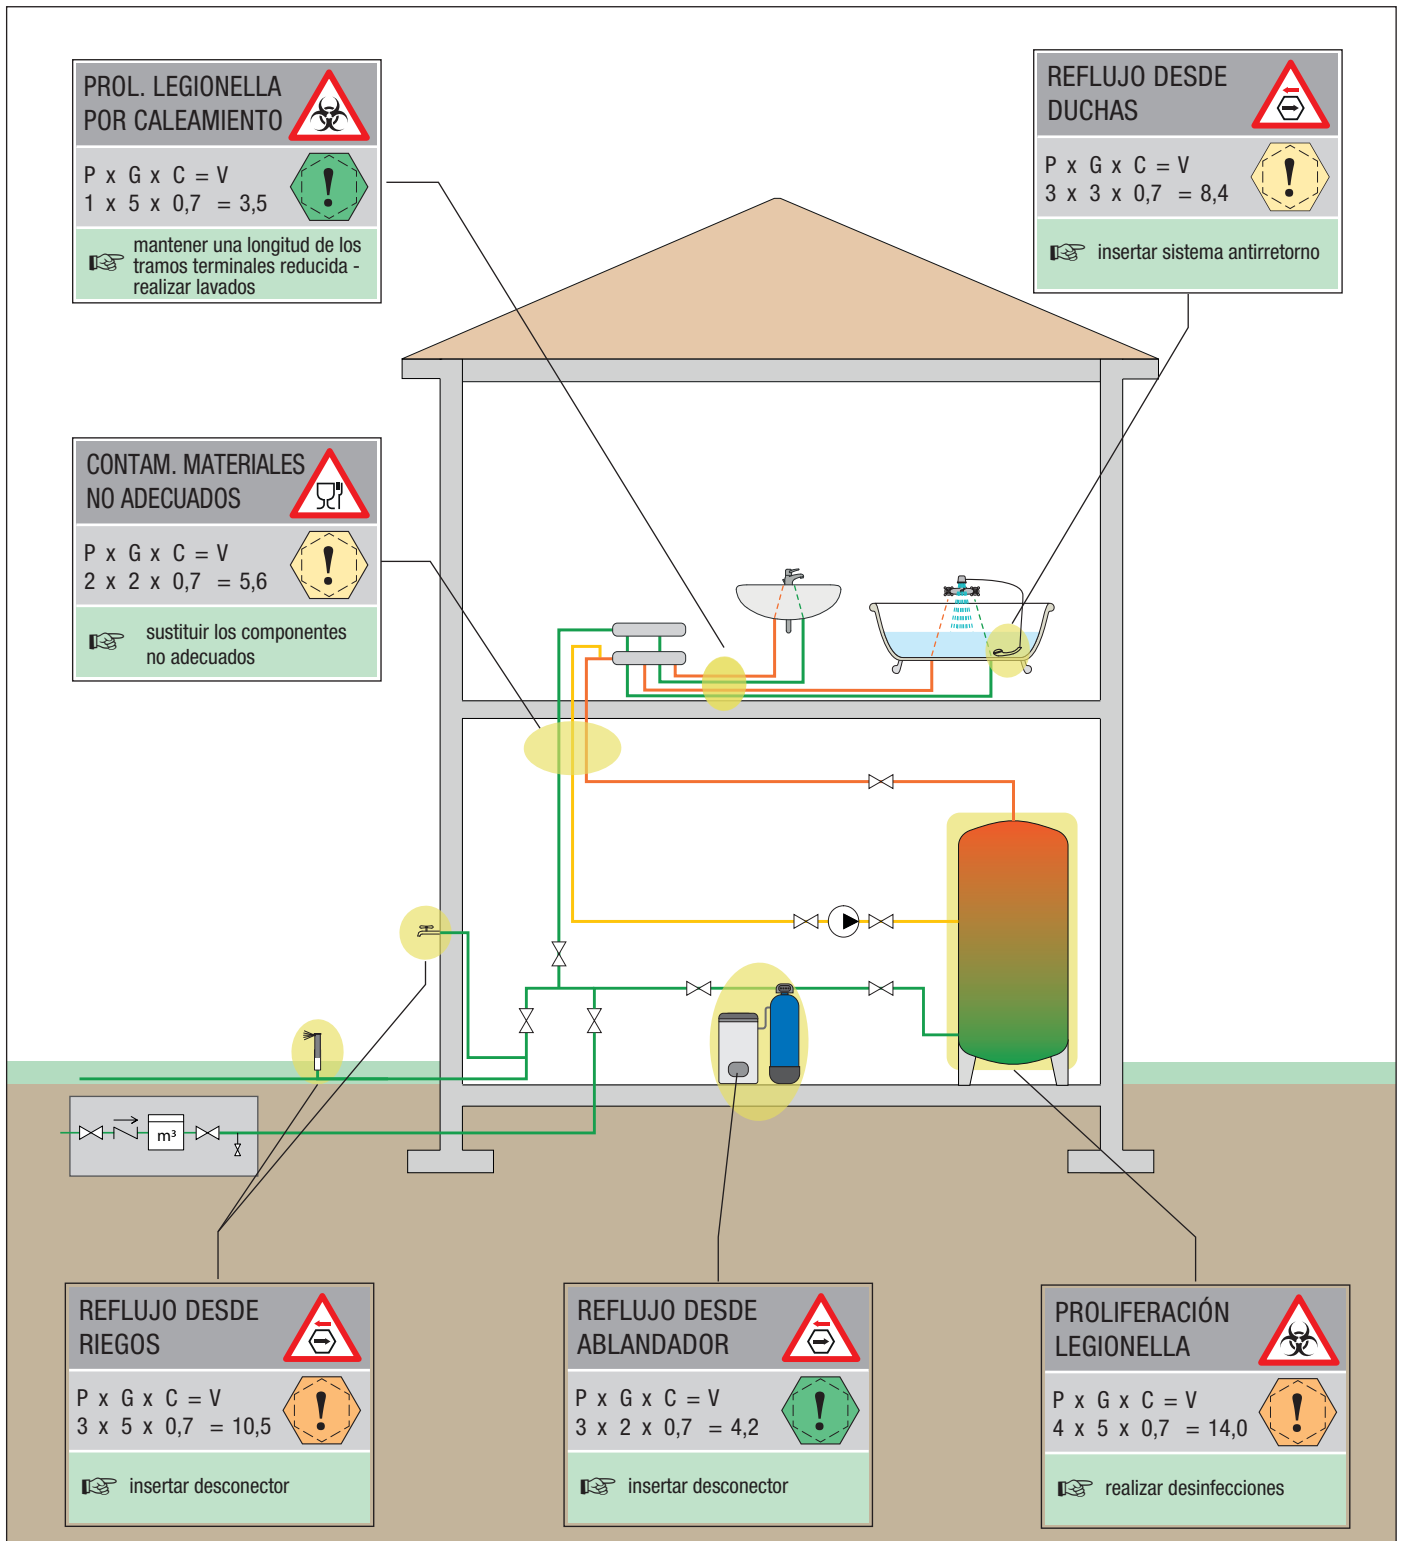 PROL. LEGIONELLA
POR CALEAMIENTO
P x G x C = V
1 x 5 x 0,7 = 3,5
mantener una longitud de los
tramos terminales reducida -
realizar lavados
REFLUJO DESDE
DUCHAS
P x G x C = V
3 x 3 x 0,7 = 8,4
insertar sistema antirretorno
CONTAM. MATERIALES
NO ADECUADOS
P x G x C = V
2 x 2 x 0,7 = 5,6
sustituir los componentes
no adecuados
m³
REFLUJO DESDE
RIEGOS
P x G x C = V
3 x 5 x 0,7 = 10,5
insertar desconector
REFLUJO DESDE
ABLANDADOR
P x G x C = V
3 x 2 x 0,7 = 4,2
insertar desconector
PROLIFERACIÓN
LEGIONELLA
P x G x C = V
4 x 5 x 0,7 = 14,0
realizar desinfecciones